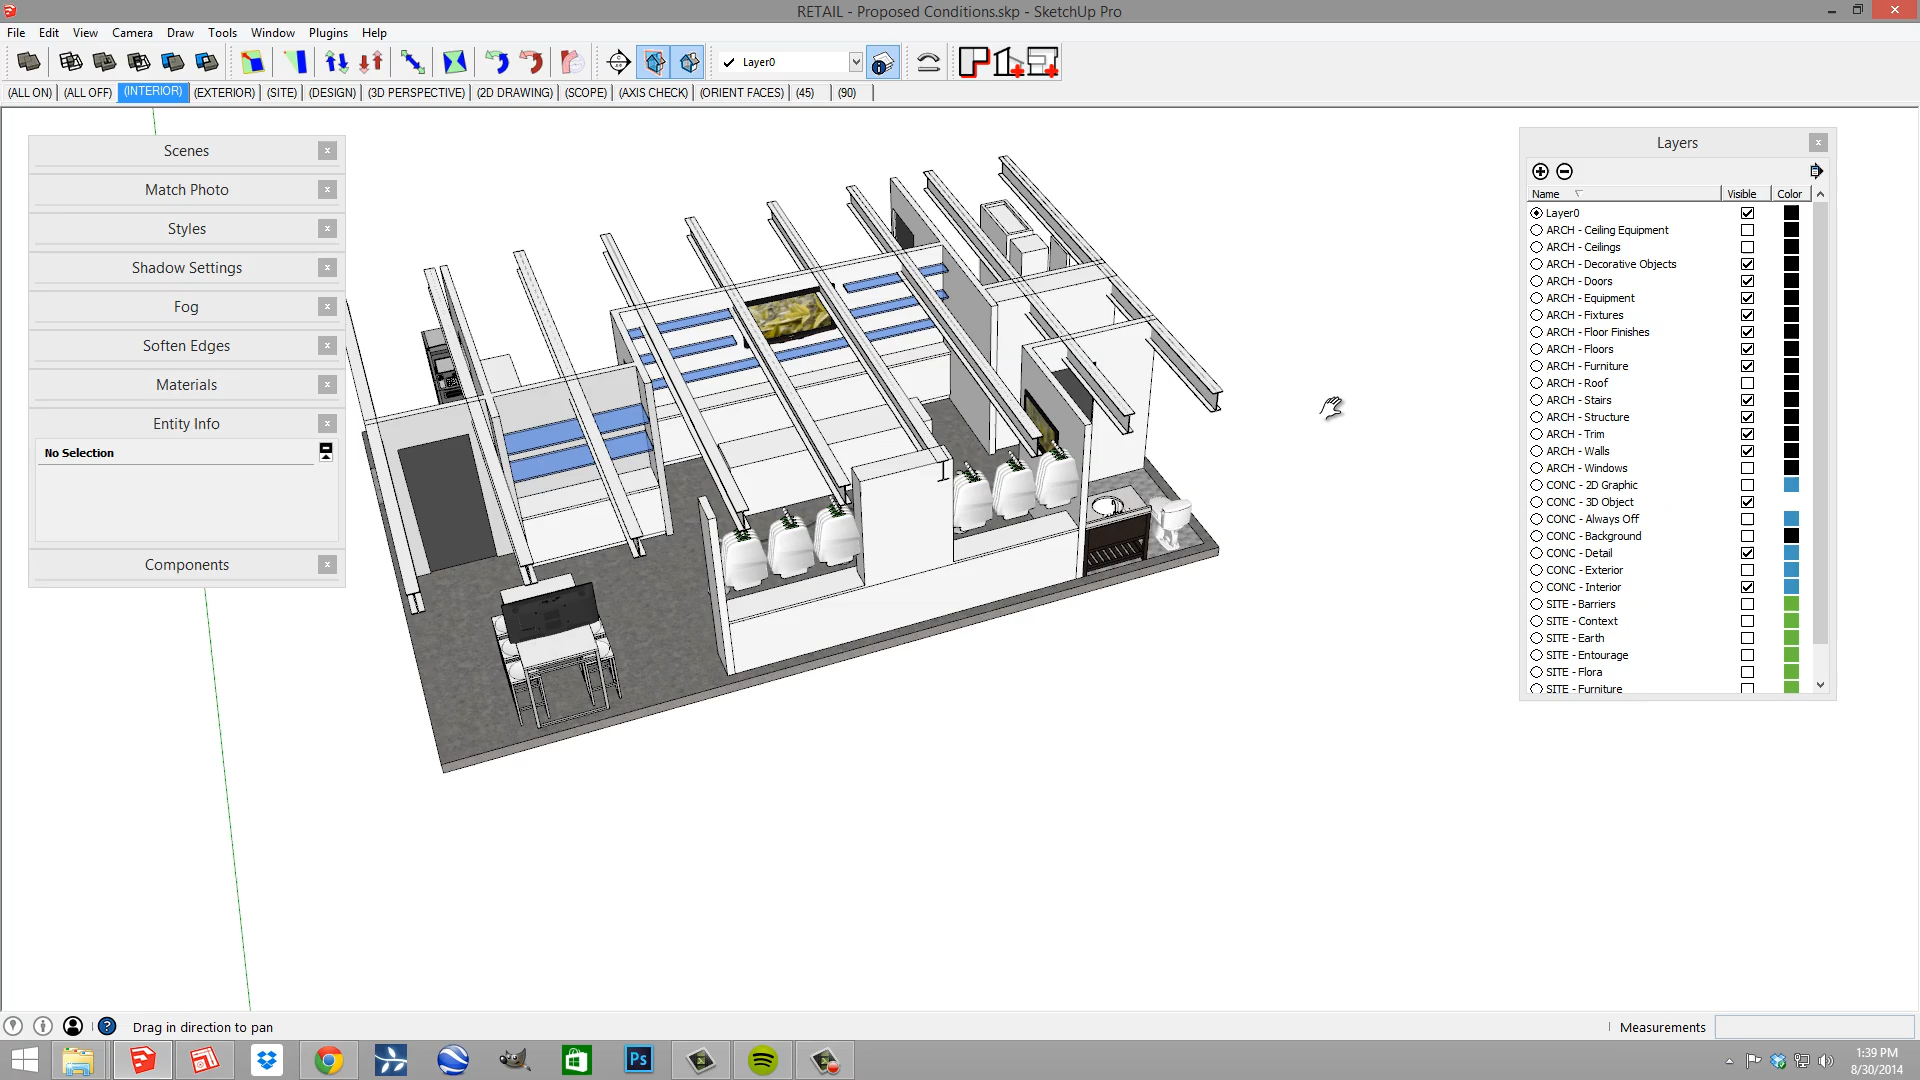 RETAIL - Proposed Conditions.skp - SketchUp Pro
File Edit View Camera Draw Tools Window Plugins Help
Layer0
(ALL ON) (ALL OFF) (INTERIOR) (EXTERIOR) (SITE) (DESIGN) (3D PERSPECTIVE) (2D DRAWING) (SCOPE) (AXIS CHECK) (ORIENT FACES) (45) (90)
Scenes
Match Photo
Styles
Shadow Settings
Fog
Soften Edges
Materials
Entity Info
No Selection
Components
Layers
Name Visible Color
Layer0
ARCH - Ceiling Equipment
ARCH - Ceilings
ARCH - Decorative Objects
ARCH - Doors
ARCH - Equipment
ARCH - Fixtures
ARCH - Floor Finishes
ARCH - Floors
ARCH - Furniture
ARCH - Roof
ARCH - Stairs
ARCH - Structure
ARCH - Trim
ARCH - Walls
ARCH - Windows
CONC - 2D Graphic
CONC - 3D Object
CONC - Always Off
CONC - Background
CONC - Detail
CONC - Exterior
CONC - Interior
SITE - Barriers
SITE - Context
SITE - Earth
SITE - Entourage
SITE - Flora
SITE - Furniture
Drag in direction to pan
Measurements
Ps
1:39 PM
8/30/2014